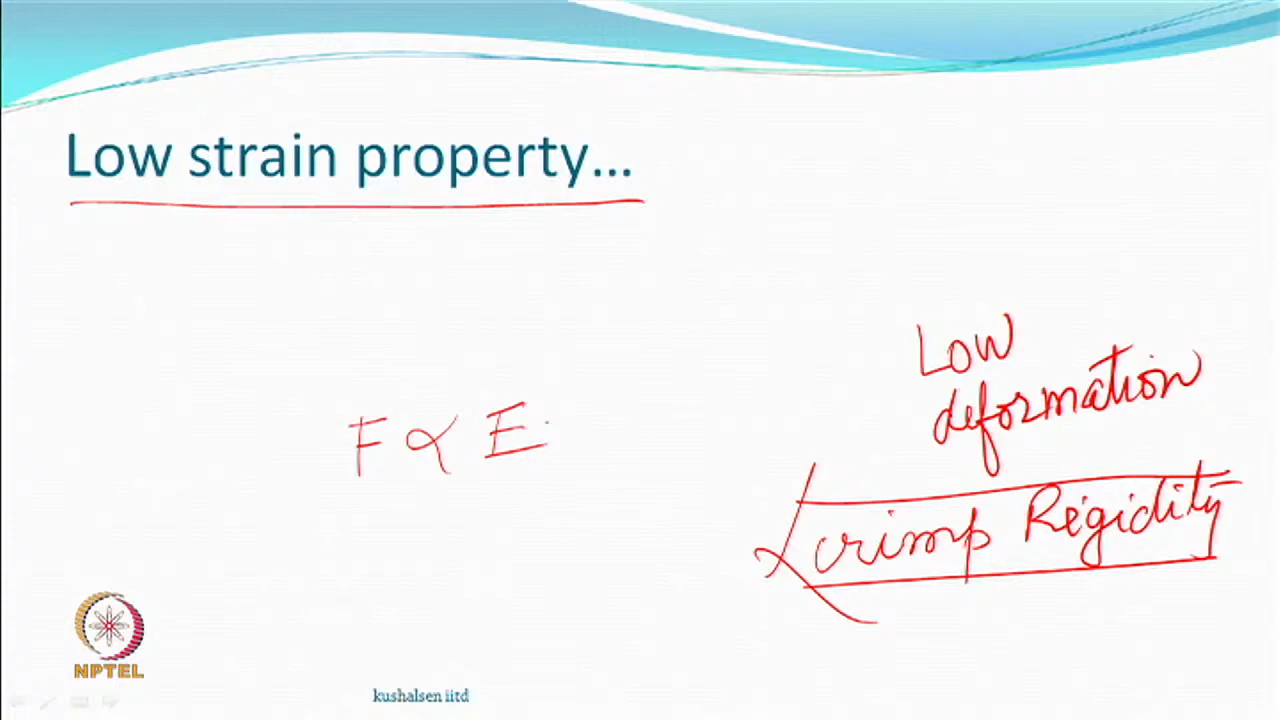 Low strain property...
Low
deformation
F ∝ E
∝ crimp Rigidity
NPTEL
kushalsen iitd